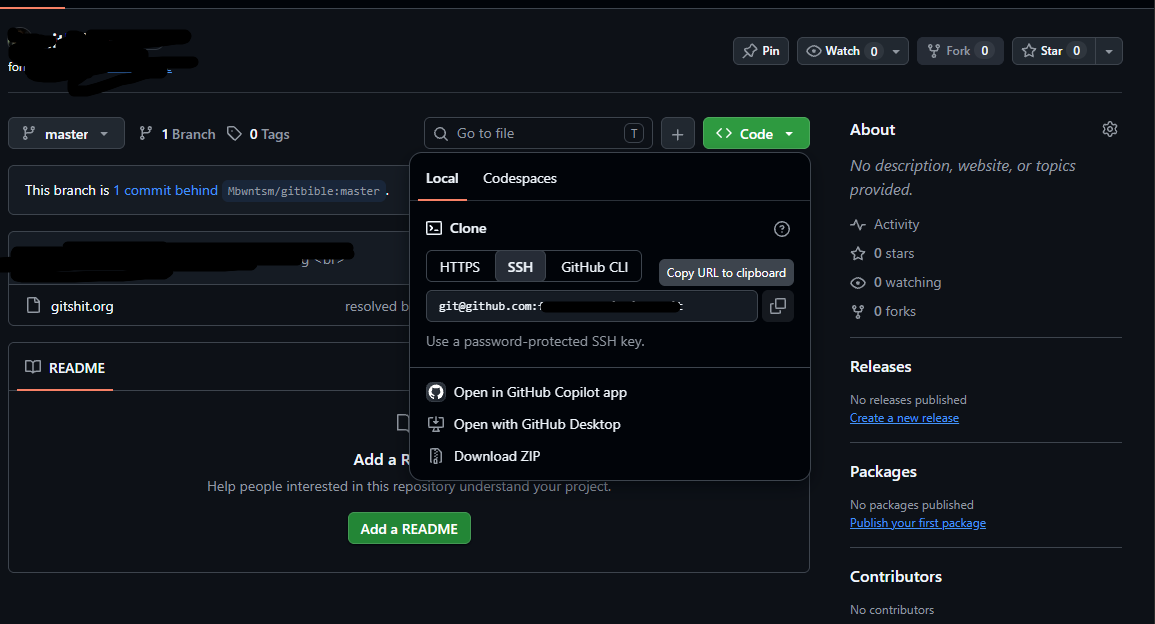 Pin
Watch 0
Fork 0
Star 0
master
1 Branch
0 Tags
Go to file
T
Code
This branch is 1 commit behind Mbwntsm/gitbible:master .
Local
Codespaces
Clone
HTTPS
SSH
GitHub CLI
Copy URL to clipboard
git@github.com:
Use a password-protected SSH key.
Open in GitHub Copilot app
Open with GitHub Desktop
Download ZIP
gitshit.org
resolved
README
Add a
Help people interested in this repository understand your project.
Add a README
About
No description, website, or topics
provided.
Activity
0 stars
0 watching
0 forks
Releases
No releases published
Create a new release
Packages
No packages published
Publish your first package
Contributors
No contributors